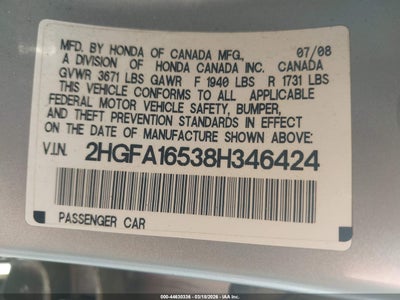 MFD. BY HONDA OF CANADA MFG., 07/08
A DIVISION OF HONDA CANADA INC. CANADA
GVWR 3671 LBS GAWR F 1940 LBS R 1731 LBS
THIS VEHICLE CONFORMS TO ALL APPLICABLE
FEDERAL MOTOR VEHICLE SAFETY, BUMPER,
AND THEFT PREVENTION STANDARDS IN EFFECT
ON THE DATE OF MANUFACTURE SHOWN ABOVE.
V.I.N. 2HGFA16538H346424
PASSENGER CAR
000-44630336 - 03/18/2026 - IAA Inc.